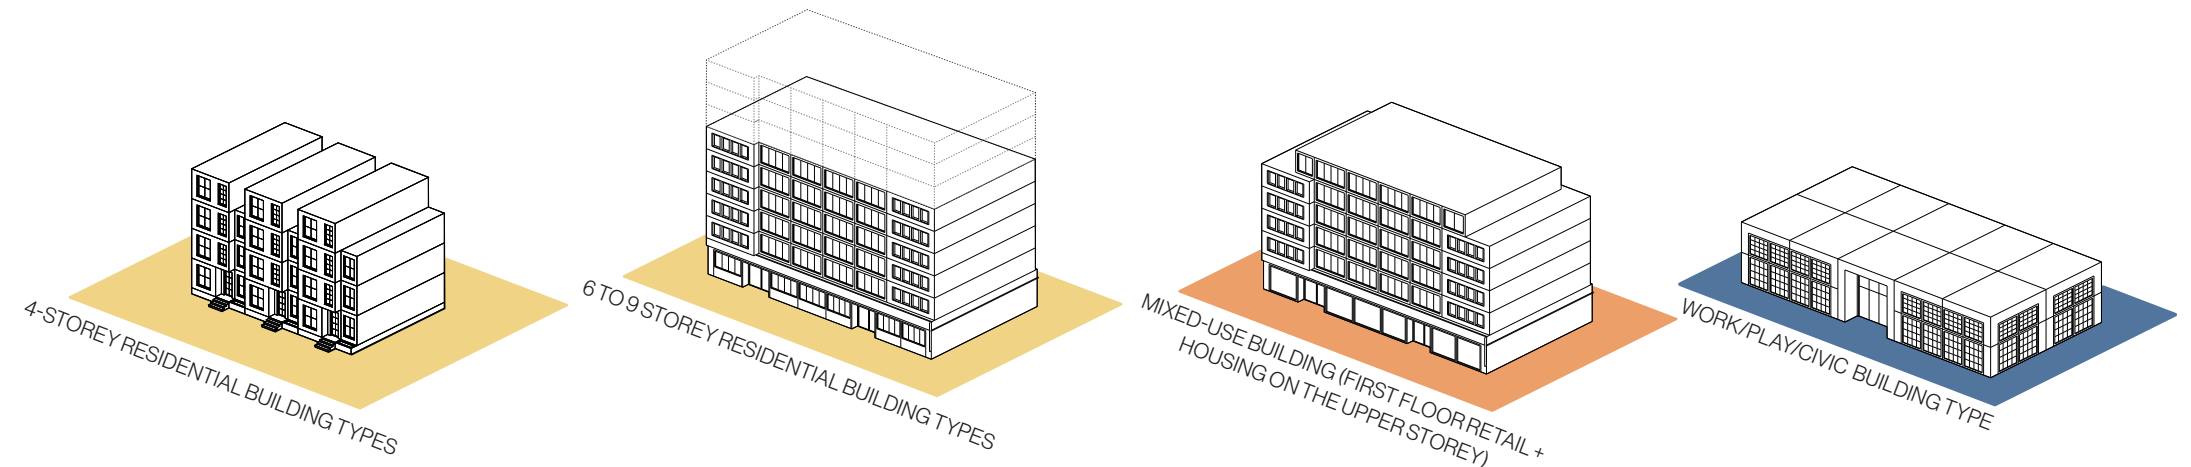 4-STOREY RESIDENTIAL BUILDING TYPES
6 TO 9 STOREY RESIDENTIAL BUILDING TYPES
MIXED-USE BUILDING (FIRST FLOOR RETAIL +
HOUSING ON THE UPPER STOREY)
WORK/PLAY/CIVIC BUILDING TYPE